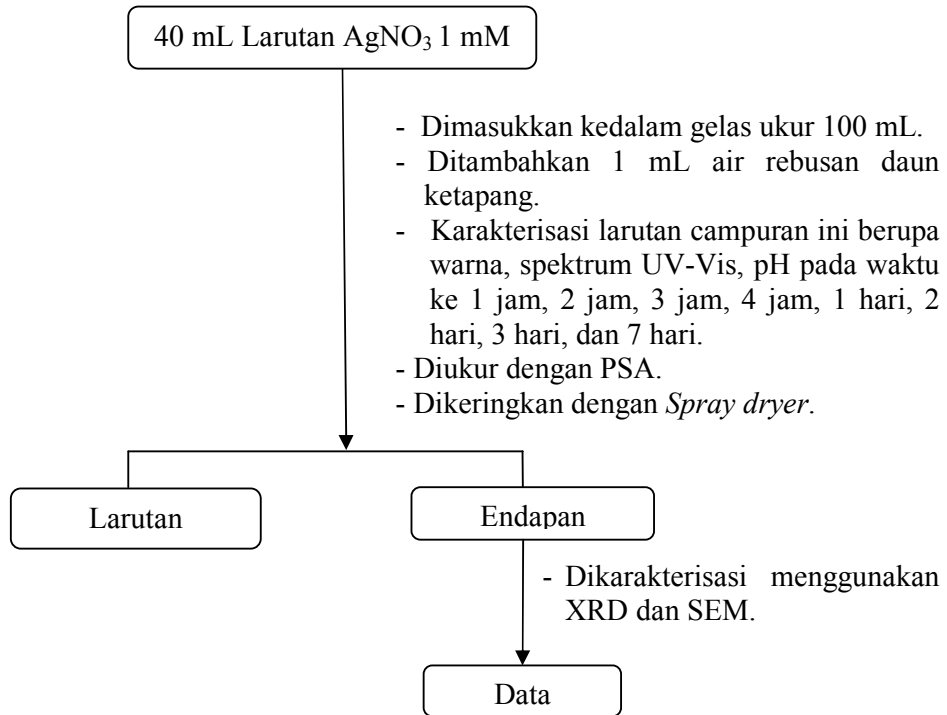 40 mL Larutan AgNO₃ 1 mM
- Dimasukkan kedalam gelas ukur 100 mL.
- Ditambahkan 1 mL air rebusan daun
ketapang.
- Karakterisasi larutan campuran ini berupa
warna, spektrum UV-Vis, pH pada waktu
ke 1 jam, 2 jam, 3 jam, 4 jam, 1 hari, 2
hari, 3 hari, dan 7 hari.
- Diukur dengan PSA.
- Dikeringkan dengan Spray dryer.
Larutan
Endapan
- Dikarakterisasi menggunakan
XRD dan SEM.
Data